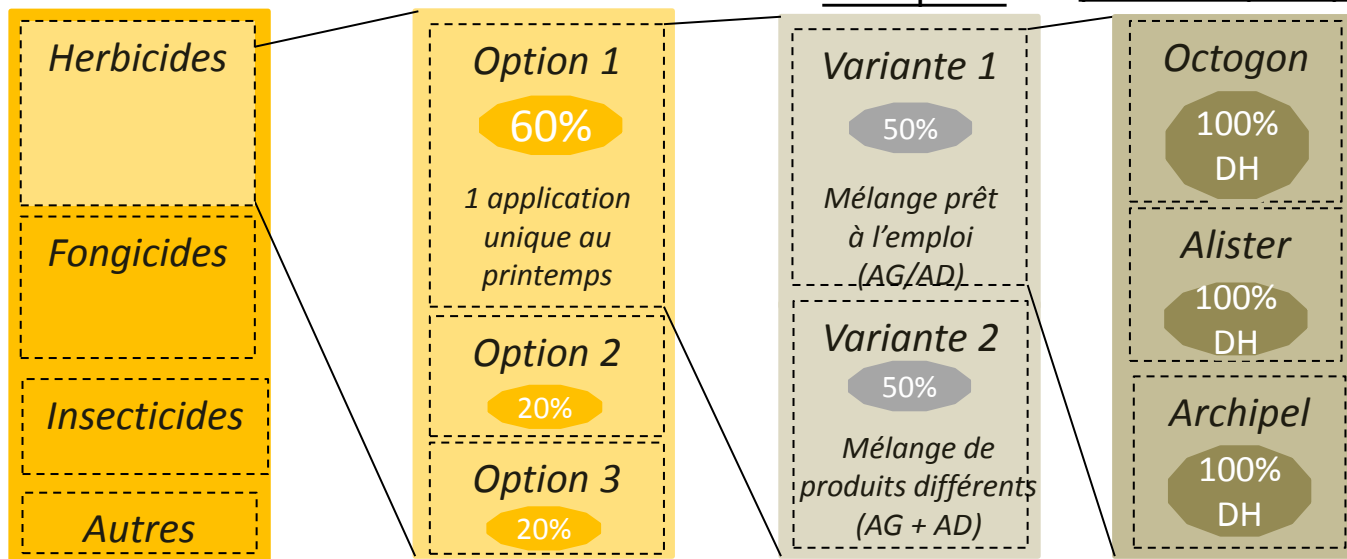 Herbicides
Fongicides
Insecticides
Autres
Option 1
60%
1 application
unique au
printemps
Option 2
20%
Option 3
20%
Variante 1
50%
Mélange prêt
à l'emploi
(AG/AD)
Variante 2
50%
Mélange de
produits différents
(AG + AD)
Octogon
100%
DH
Alister
100%
DH
Archipel
100%
DH